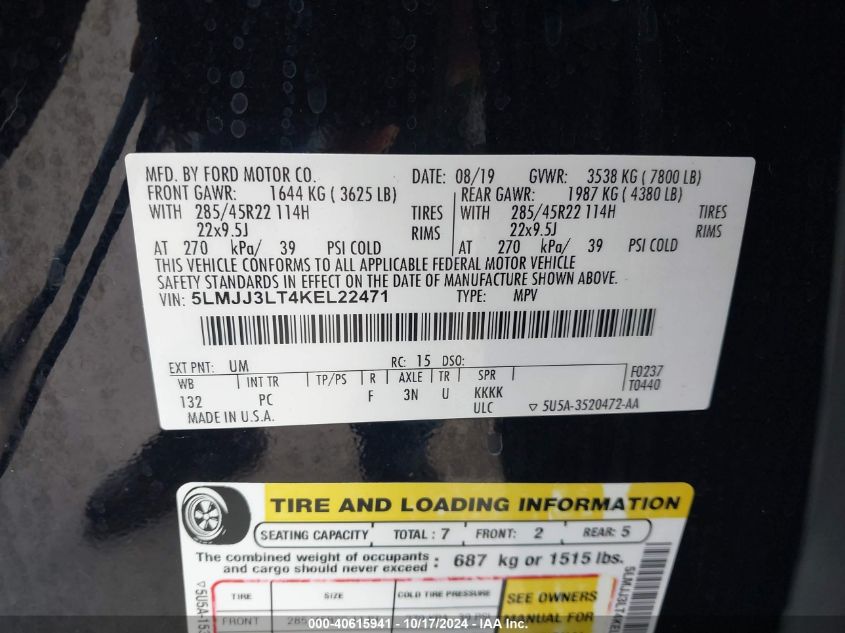 MFD. BY FORD MOTOR CO. DATE: 08/19 GVWR: 3538 KG ( 7800 LB)
FRONT GAWR: 1644 KG ( 3625 LB) REAR GAWR: 1987 KG ( 4380 LB)
WITH 285/45R22 114H TIRES WITH 285/45R22 114H TIRES
22x9.5J RIMS 22x9.5J RIMS
AT 270 kPa/ 39 PSI COLD AT 270 kPa/ 39 PSI COLD
THIS VEHICLE CONFORMS TO ALL APPLICABLE FEDERAL MOTOR VEHICLE
SAFETY STANDARDS IN EFFECT ON THE DATE OF MANUFACTURE SHOWN ABOVE.
VIN: 5LMJJ3LT4KEL22471 TYPE: MPV
EXT PNT: UM RC: 15 DSO: F0237
WB INT TR TP/PS R AXLE TR SPR T0440
132 PC F 3N U KKKK
ULC
MADE IN U.S.A. 5U5A-3520472-AA
TIRE AND LOADING INFORMATION
SEATING CAPACITY TOTAL : 7 FRONT: 2 REAR: 5
The combined weight of occupants
and cargo should never exceed : 687 kg or 1515 lbs.
TIRE SIZE COLD TIRE PRESSURE SEE OWNERS
FRONT 285 MANUAL FOR
000-40615941 - 10/17/2024 - IAA Inc.